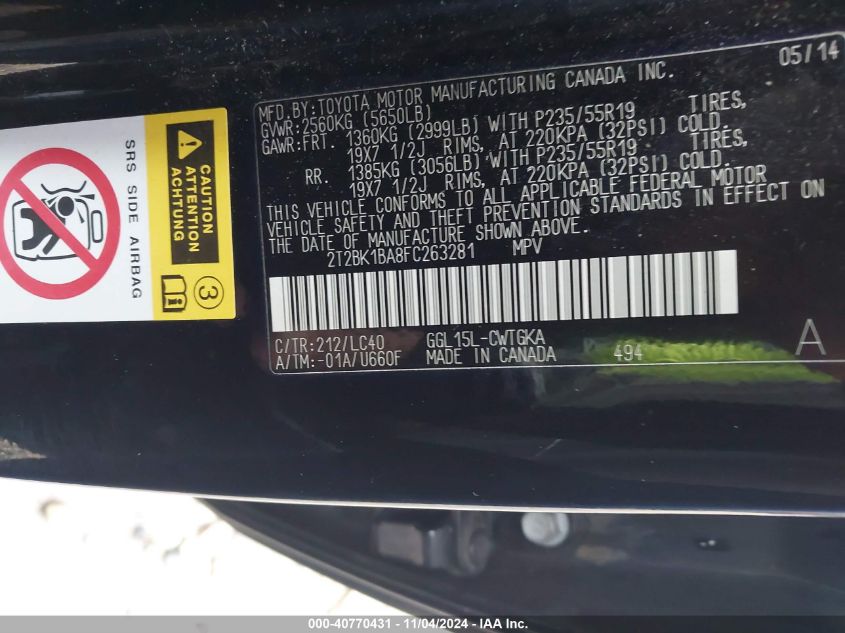 05/14
MFD.BY:TOYOTA MOTOR MANUFACTURING CANADA INC.
GVWR:2560KG (5650LB)
GAWR:FRT. 1360KG (2999LB) WITH P235/55R19 TIRES,
19X7 1/2J RIMS, AT 220KPA (32PSI) COLD.
RR. 1385KG (3056LB) WITH P235/55R19 TIRES,
19X7 1/2J RIMS, AT 220KPA (32PSI) COLD.
THIS VEHICLE CONFORMS TO ALL APPLICABLE FEDERAL MOTOR
VEHICLE SAFETY AND THEFT PREVENTION STANDARDS IN EFFECT ON
THE DATE OF MANUFACTURE SHOWN ABOVE.
2T2BK1BA8FC263281 MPV
C/TR:212/LC40 GGL15L-CWTGKA
A/TM:-01A/U660F MADE IN CANADA 494 A
CAUTION
ATTENTION
3
SRS SIDE AIRBAG
000-40770431 - 11/04/2024 - IAA Inc.